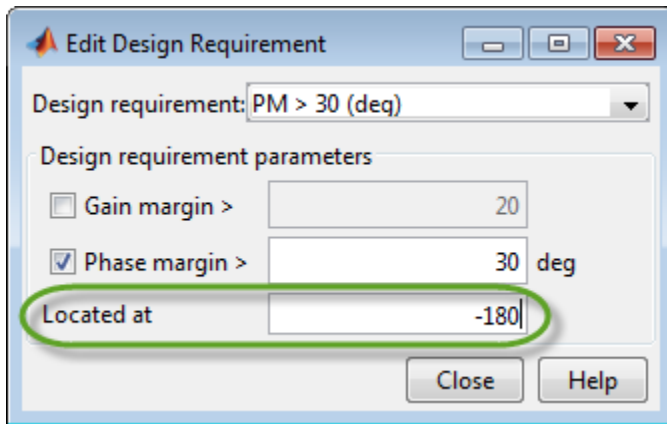 Edit Design Requirement
Design requirement: PM > 30 (deg)
Design requirement parameters
Gain margin > 20
Phase margin > 30 deg
Located at -180
Close Help